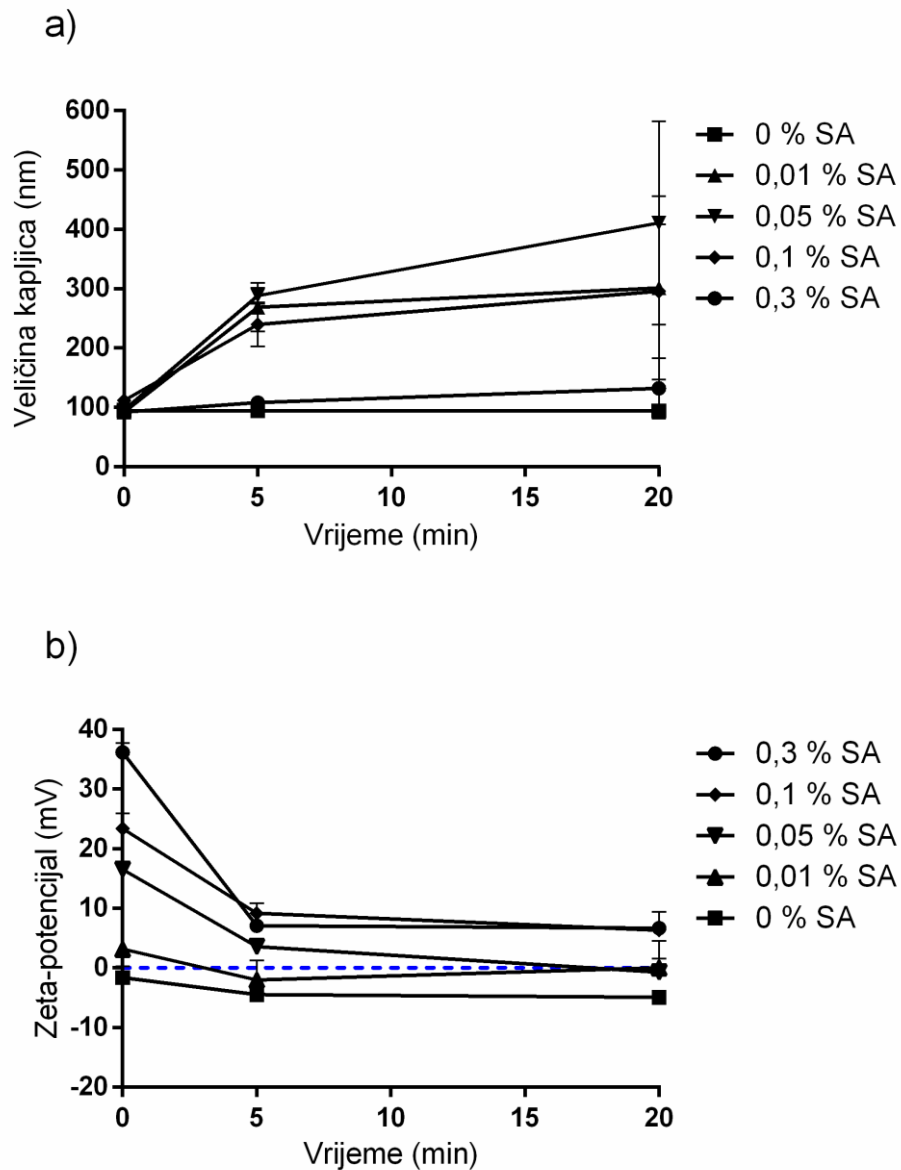 a)
600
500
400
300
200
100
0
Veličina kapljica (nm)
0 5 10 15 20
Vrijeme (min)
0 % SA
0,01 % SA
0,05 % SA
0,1 % SA
0,3 % SA
b)
40
30
20
10
0
-10
-20
Zeta-potencijal (mV)
0 5 10 15 20
Vrijeme (min)
0,3 % SA
0,1 % SA
0,05 % SA
0,01 % SA
0 % SA